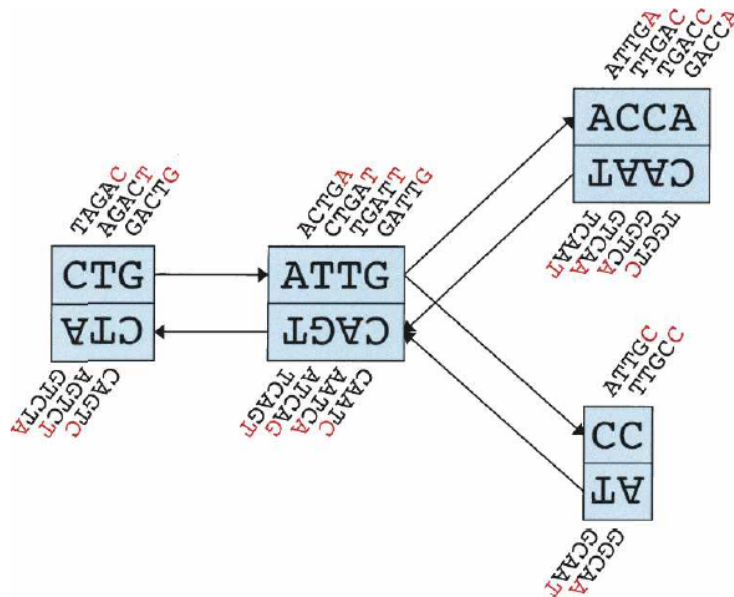 ATTGA
TTGAC
TGACC
GACCA
ACCA
CAAT
TCAAT
GTCAA
GGTCA
TGGTC
TAGAC
AGACT
GACTG
CTG
CTA
GTCTA
AGTCT
CAGTC
ACTGA
CTGAT
TGATT
GATTG
ATTG
CAGT
TCAGT
ATCAG
AATCA
CAATC
ATTGC
TTGCC
CC
AT
GCAAT
GGCAA